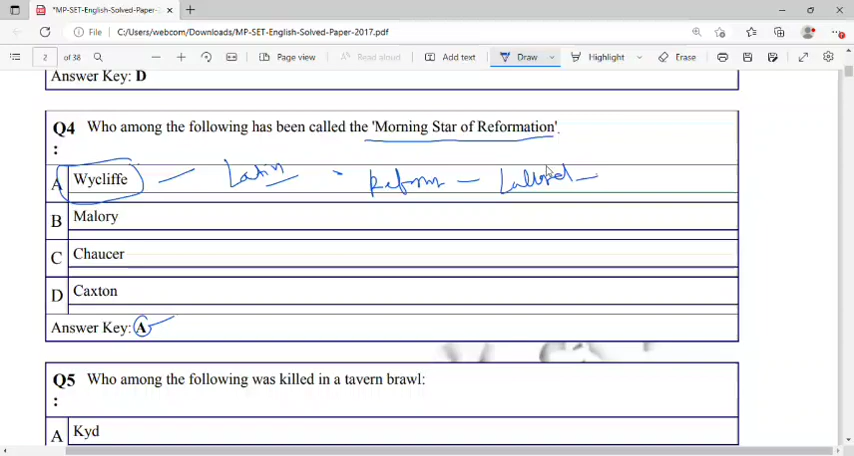 *MP-SET-English-Solved-Paper-2
File C:/Users/webcom/Downloads/MP-SET-English-Solved-Paper-2017.pdf
2 of 38 Page view Read aloud Add text Draw Highlight Erase
Answer Key: D
Q4 Who among the following has been called the 'Morning Star of Reformation'.
:
A Wycliffe Latin Reform
B Malory
C Chaucer
D Caxton
Answer Key: A
Q5 Who among the following was killed in a tavern brawl:
:
A Kyd